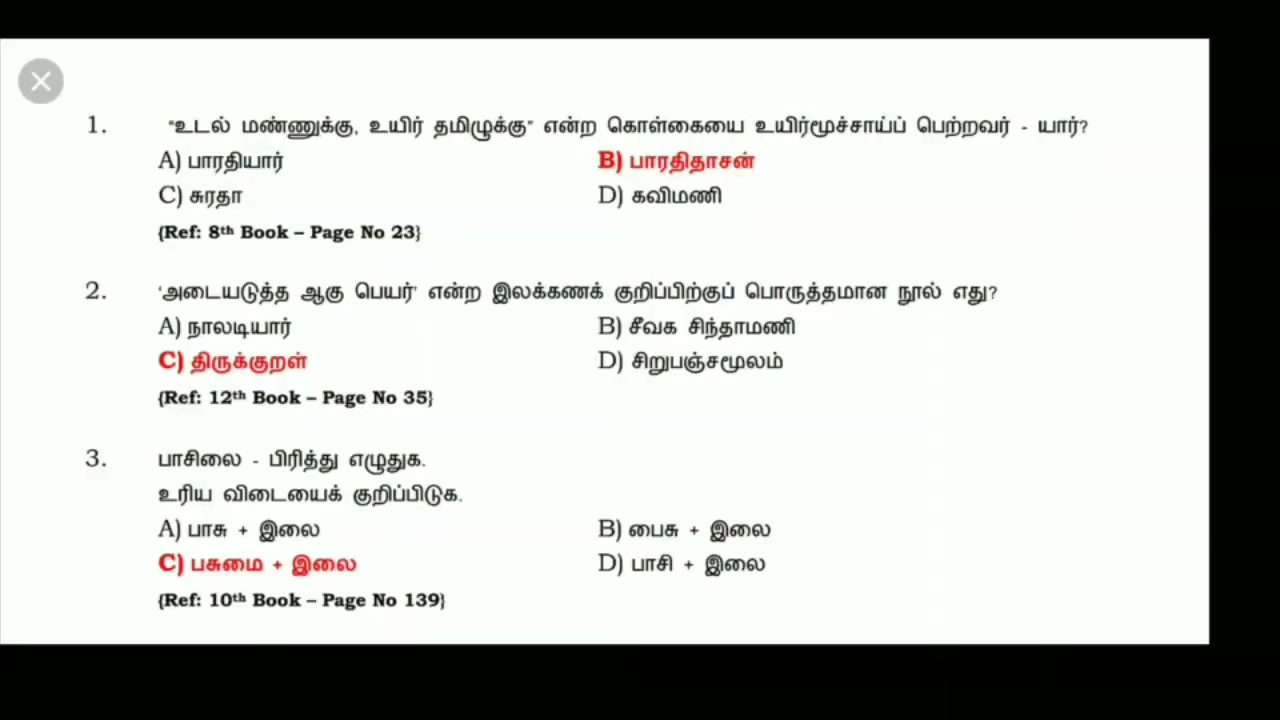 1. "உடல் மண்ணுக்கு, உயிர் தமிழுக்கு" என்ற கொள்கையை உயிர்மூச்சாய்ப் பெற்றவர் - யார்?
A) பாரதியார் B) பாரதிதாசன்
C) சுரதா D) கவிமணி
{Ref: 8th Book – Page No 23}
2. 'அடையடுத்த ஆகு பெயர்' என்ற இலக்கணக் குறிப்பிற்குப் பொருத்தமான நூல் எது?
A) நாலடியார் B) சீவக சிந்தாமணி
C) திருக்குறள் D) சிறுபஞ்சமூலம்
{Ref: 12th Book – Page No 35}
3. பாசிலை - பிரித்து எழுதுக.
உரிய விடையைக் குறிப்பிடுக.
A) பாசு + இலை B) பைசு + இலை
C) பசுமை + இலை D) பாசி + இலை
{Ref: 10th Book – Page No 139}